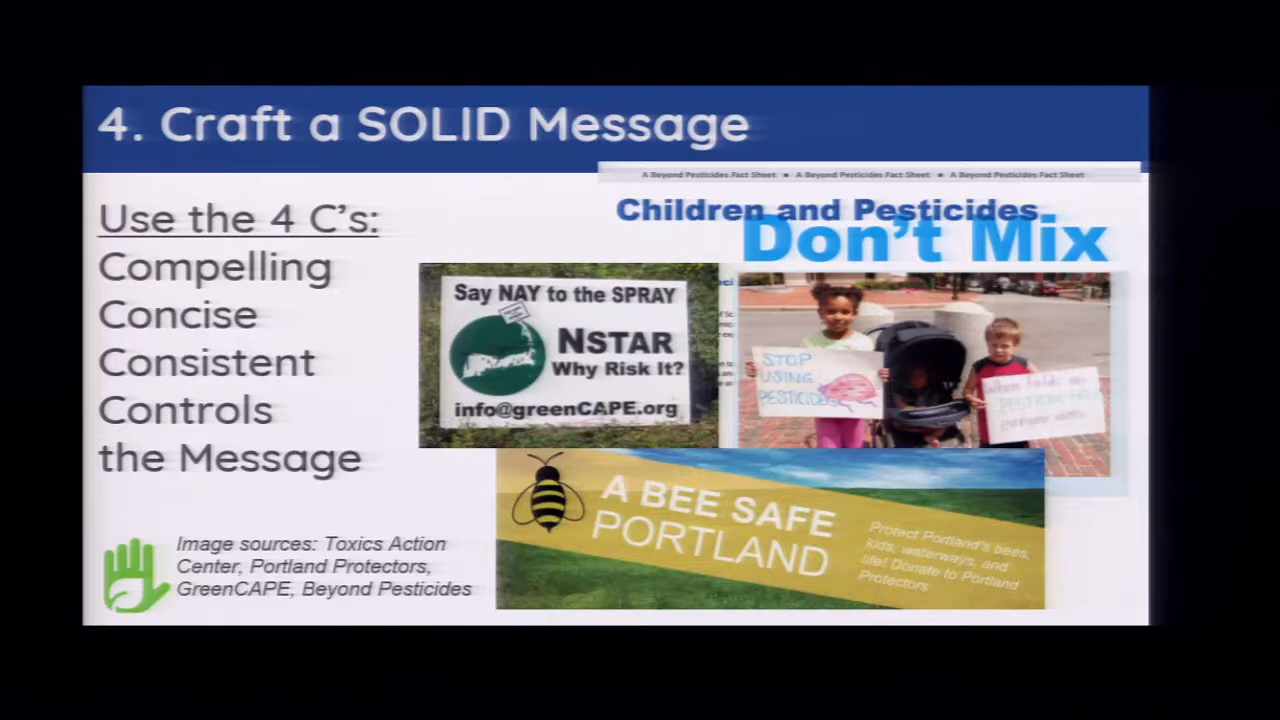 4. Craft a SOLID Message
A Beyond Pesticides Fact Sheet • A Beyond Pesticides Fact Sheet • A Beyond Pesticides Fact Sheet
Use the 4 C's:
Compelling
Concise
Consistent
Controls
the Message
Children and Pesticides
Don't Mix
Say NAY to the SPRAY
NSTAR
Why Risk It?
info@greenCAPE.org
STOP
USING
PESTICIDES
PESTICIDE FREE
A BEE SAFE
PORTLAND
Protect Portland's bees,
kids, waterways, and
life! Donate to Portland
Protectors
Image sources: Toxics Action
Center, Portland Protectors,
GreenCAPE, Beyond Pesticides